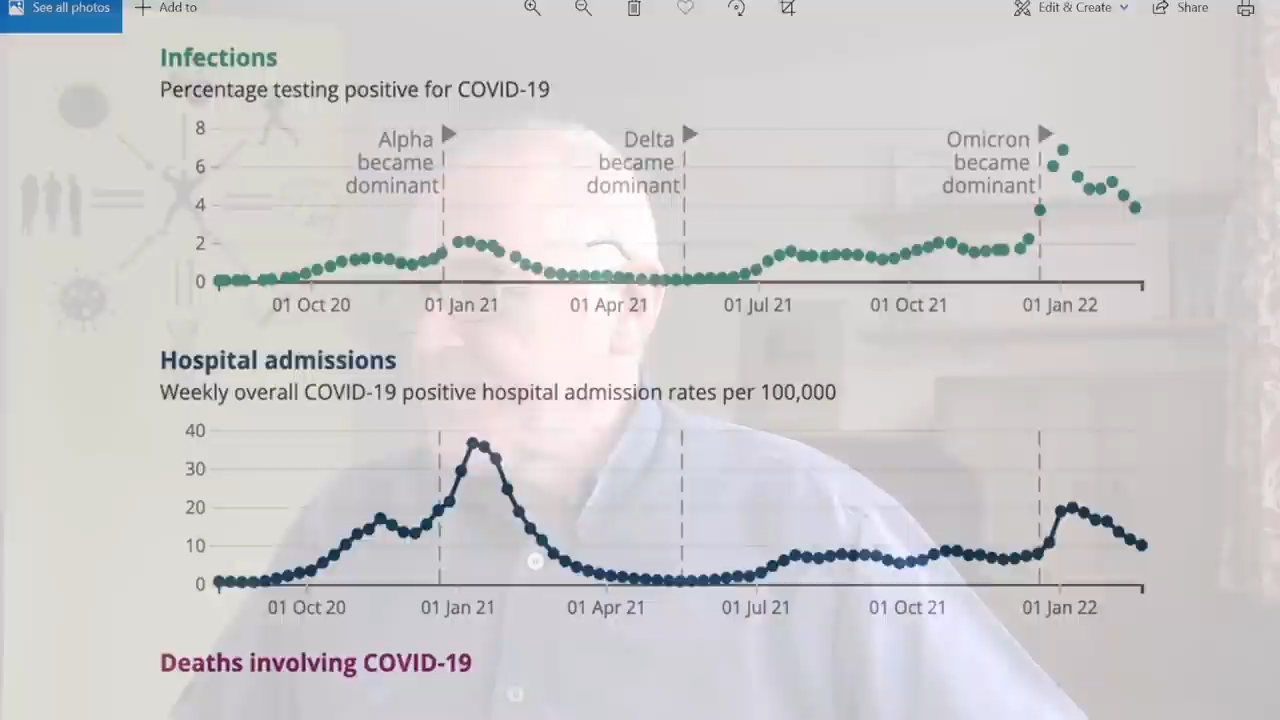 See all photos
Add to
Edit & Create
Share
Infections
Percentage testing positive for COVID-19
8
6
4
2
0
Alpha
became
dominant
Delta
became
dominant
Omicron
became
dominant
01 Oct 20
01 Jan 21
01 Apr 21
01 Jul 21
01 Oct 21
01 Jan 22
Hospital admissions
Weekly overall COVID-19 positive hospital admission rates per 100,000
40
30
20
10
0
01 Oct 20
01 Jan 21
01 Apr 21
01 Jul 21
01 Oct 21
01 Jan 22
Deaths involving COVID-19